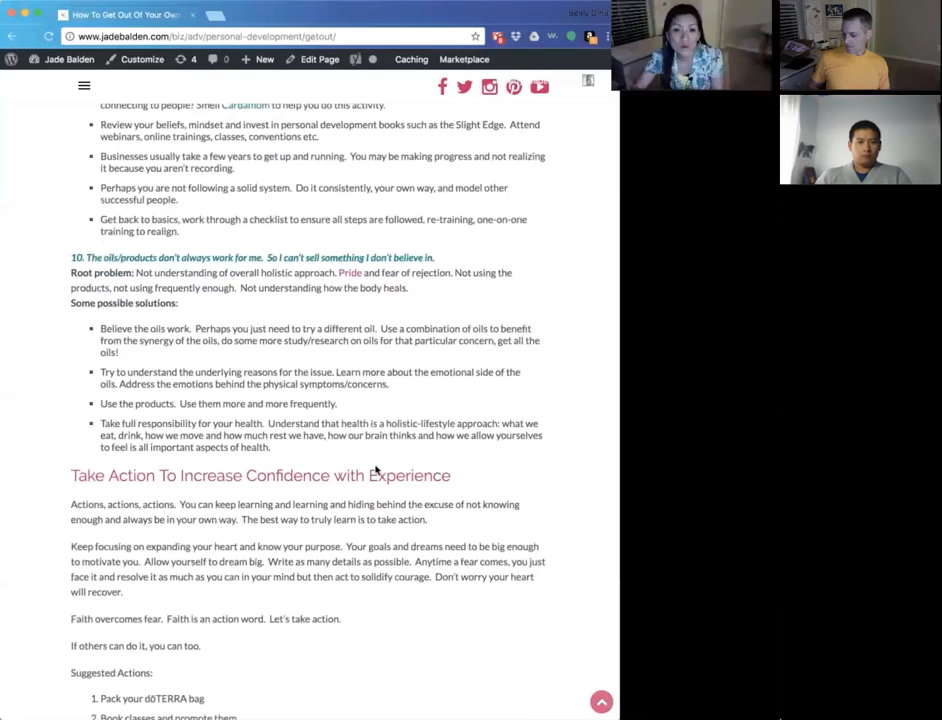 How To Get Out Of Your Own
www.jadebalden.com/biz/adv/personal-development/getout/
Jade Balden Customize 4 0 New Edit Page Caching Marketplace
connecting to people? Smell Cardamom to help you do this activity.
Review your beliefs, mindset and invest in personal development books such as the Slight Edge. Attend
webinars, online trainings, classes, conventions etc.
Businesses usually take a few years to get up and running. You may be making progress and not realizing
it because you aren't recording.
Perhaps you are not following a solid system. Do it consistently, your own way, and model other
successful people.
Get back to basics, work through a checklist to ensure all steps are followed, re-training, one-on-one
training to realign.
10. The oils/products don't always work for me. So I can't sell something I don't believe in.
Root problem: Not understanding of overall holistic approach. Pride and fear of rejection. Not using the
products, not using frequently enough. Not understanding how the body heals.
Some possible solutions:
Believe the oils work. Perhaps you just need to try a different oil. Use a combination of oils to benefit
from the synergy of the oils, do some more study/research on oils for that particular concern, get all the
oils!
Try to understand the underlying reasons for the issue. Learn more about the emotional side of the
oils. Address the emotions behind the physical symptoms/concerns.
Use the products. Use them more and more frequently.
Take full responsibility for your health. Understand that health is a holistic-lifestyle approach: what we
eat, drink, how we move and how much rest we have, how our brain thinks and how we allow yourselves
to feel is all important aspects of health.
Take Action To Increase Confidence with Experience
Actions, actions, actions. You can keep learning and learning and hiding behind the excuse of not knowing
enough and always be in your own way. The best way to truly learn is to take action.
Keep focusing on expanding your heart and know your purpose. Your goals and dreams need to be big enough
to motivate you. Allow yourself to dream big. Write as many details as possible. Anytime a fear comes, you just
face it and resolve it as much as you can in your mind but then act to solidify courage. Don't worry your heart
will recover.
Faith overcomes fear. Faith is an action word. Let's take action.
If others can do it, you can too.
Suggested Actions:
1. Pack your dōTERRA bag
2. Book classes and promote them